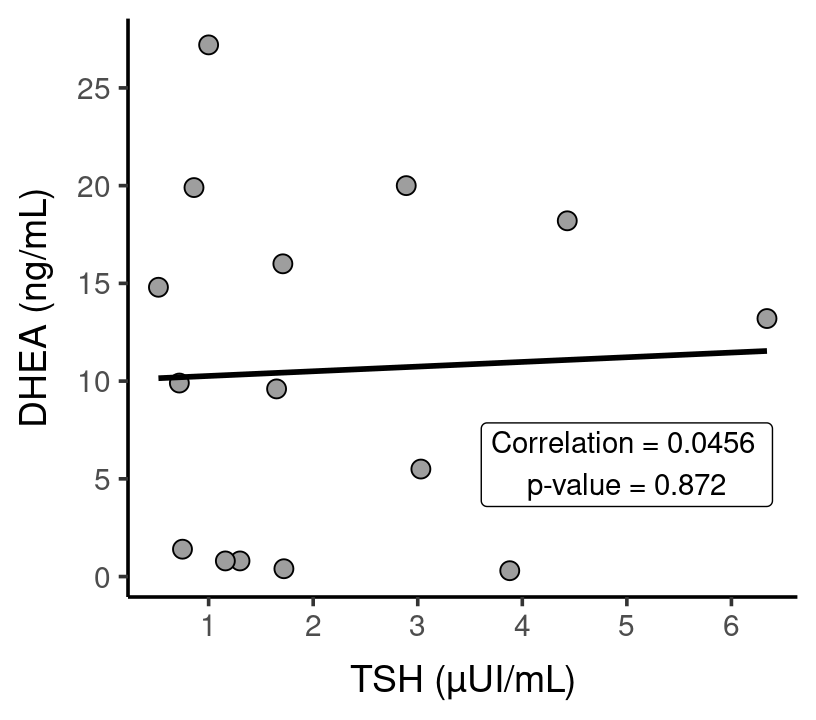 25
20
15
10
5
0
DHEA (ng/mL)
Correlation = 0.0456
p-value = 0.872
1 2 3 4 5 6
TSH (μUI/mL)